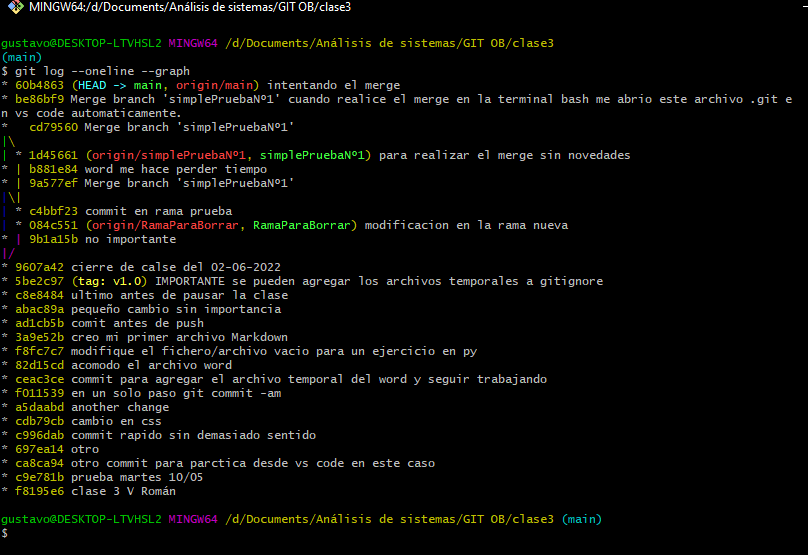 MINGW64:/d/Documents/Análisis de sistemas/GIT OB/clase3
gustavo@DESKTOP-LTVHSL2 MINGW64 /d/Documents/Análisis de sistemas/GIT OB/clase3
(main)
$ git log --oneline --graph
* 60b4863 (HEAD -> main, origin/main) intentando el merge
* be86bf9 Merge branch 'simplePruebaNº1' cuando realice el merge en la terminal bash me abrio este archivo .git e
n vs code automaticamente.
*   cd79560 Merge branch 'simplePruebaNº1'
|\
| * 1d45661 (origin/simplePruebaNº1, simplePruebaNº1) para realizar el merge sin novedades
* | b881e84 word me hace perder tiempo
* | 9a577ef Merge branch 'simplePruebaNº1'
|\|
| * c4bbf23 commit en rama prueba
| * 084c551 (origin/RamaParaBorrar, RamaParaBorrar) modificacion en la rama nueva
* | 9b1a15b no importante
|/
* 9607a42 cierre de calse del 02-06-2022
* 5be2c97 (tag: v1.0) IMPORTANTE se pueden agregar los archivos temporales a gitignore
* c8e8484 ultimo antes de pausar la clase
* abac89a pequeño cambio sin importancia
* ad1cb5b comit antes de push
* 3a9e52b creo mi primer archivo Markdown
* f8fc7c7 modifique el fichero/archivo vacio para un ejercicio en py
* 82d15cd acomodo el archivo word
* ceac3ce commit para agregar el archivo temporal del word y seguir trabajando
* f011539 en un solo paso git commit -am
* a5daabd another change
* cdb79cb cambio en css
* c996dab commit rapido sin demasiado sentido
* 697ea14 otro
* ca8ca94 otro commit para parctica desde vs code en este caso
* c9e781b prueba martes 10/05
* f8195e6 clase 3 V Román
gustavo@DESKTOP-LTVHSL2 MINGW64 /d/Documents/Análisis de sistemas/GIT OB/clase3 (main)
$